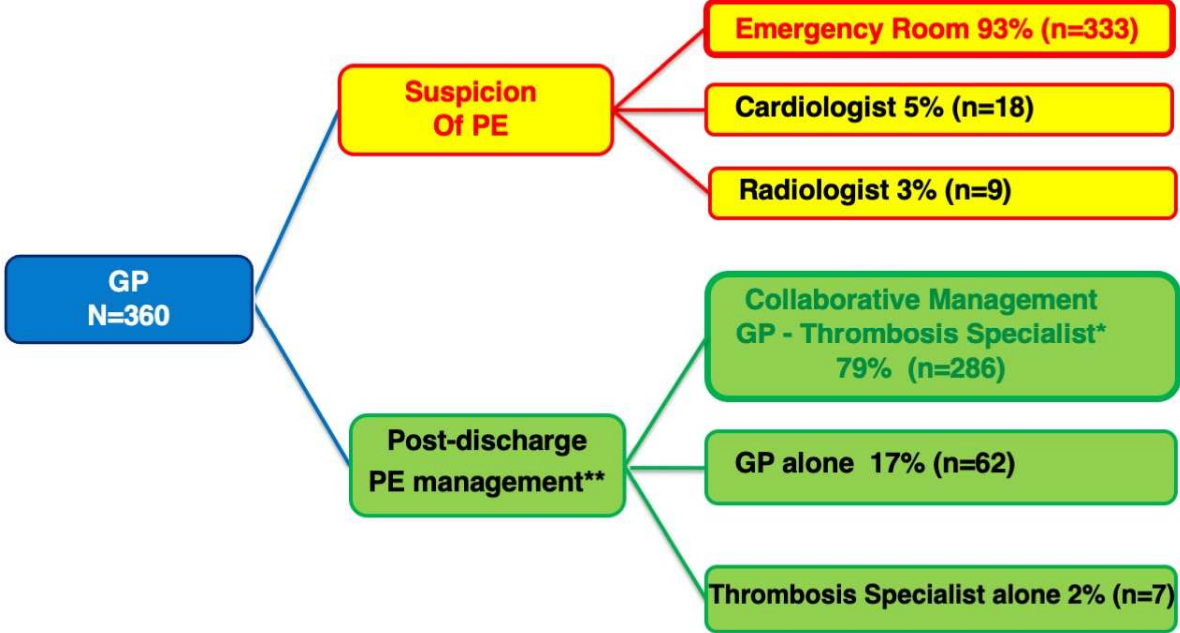 Emergency Room 93% (n=333)
Suspicion
Of PE
Cardiologist 5% (n=18)
Radiologist 3% (n=9)
GP
N=360
Collaborative Management
GP - Thrombosis Specialist*
79% (n=286)
Post-discharge
PE management**
GP alone 17% (n=62)
Thrombosis Specialist alone 2% (n=7)